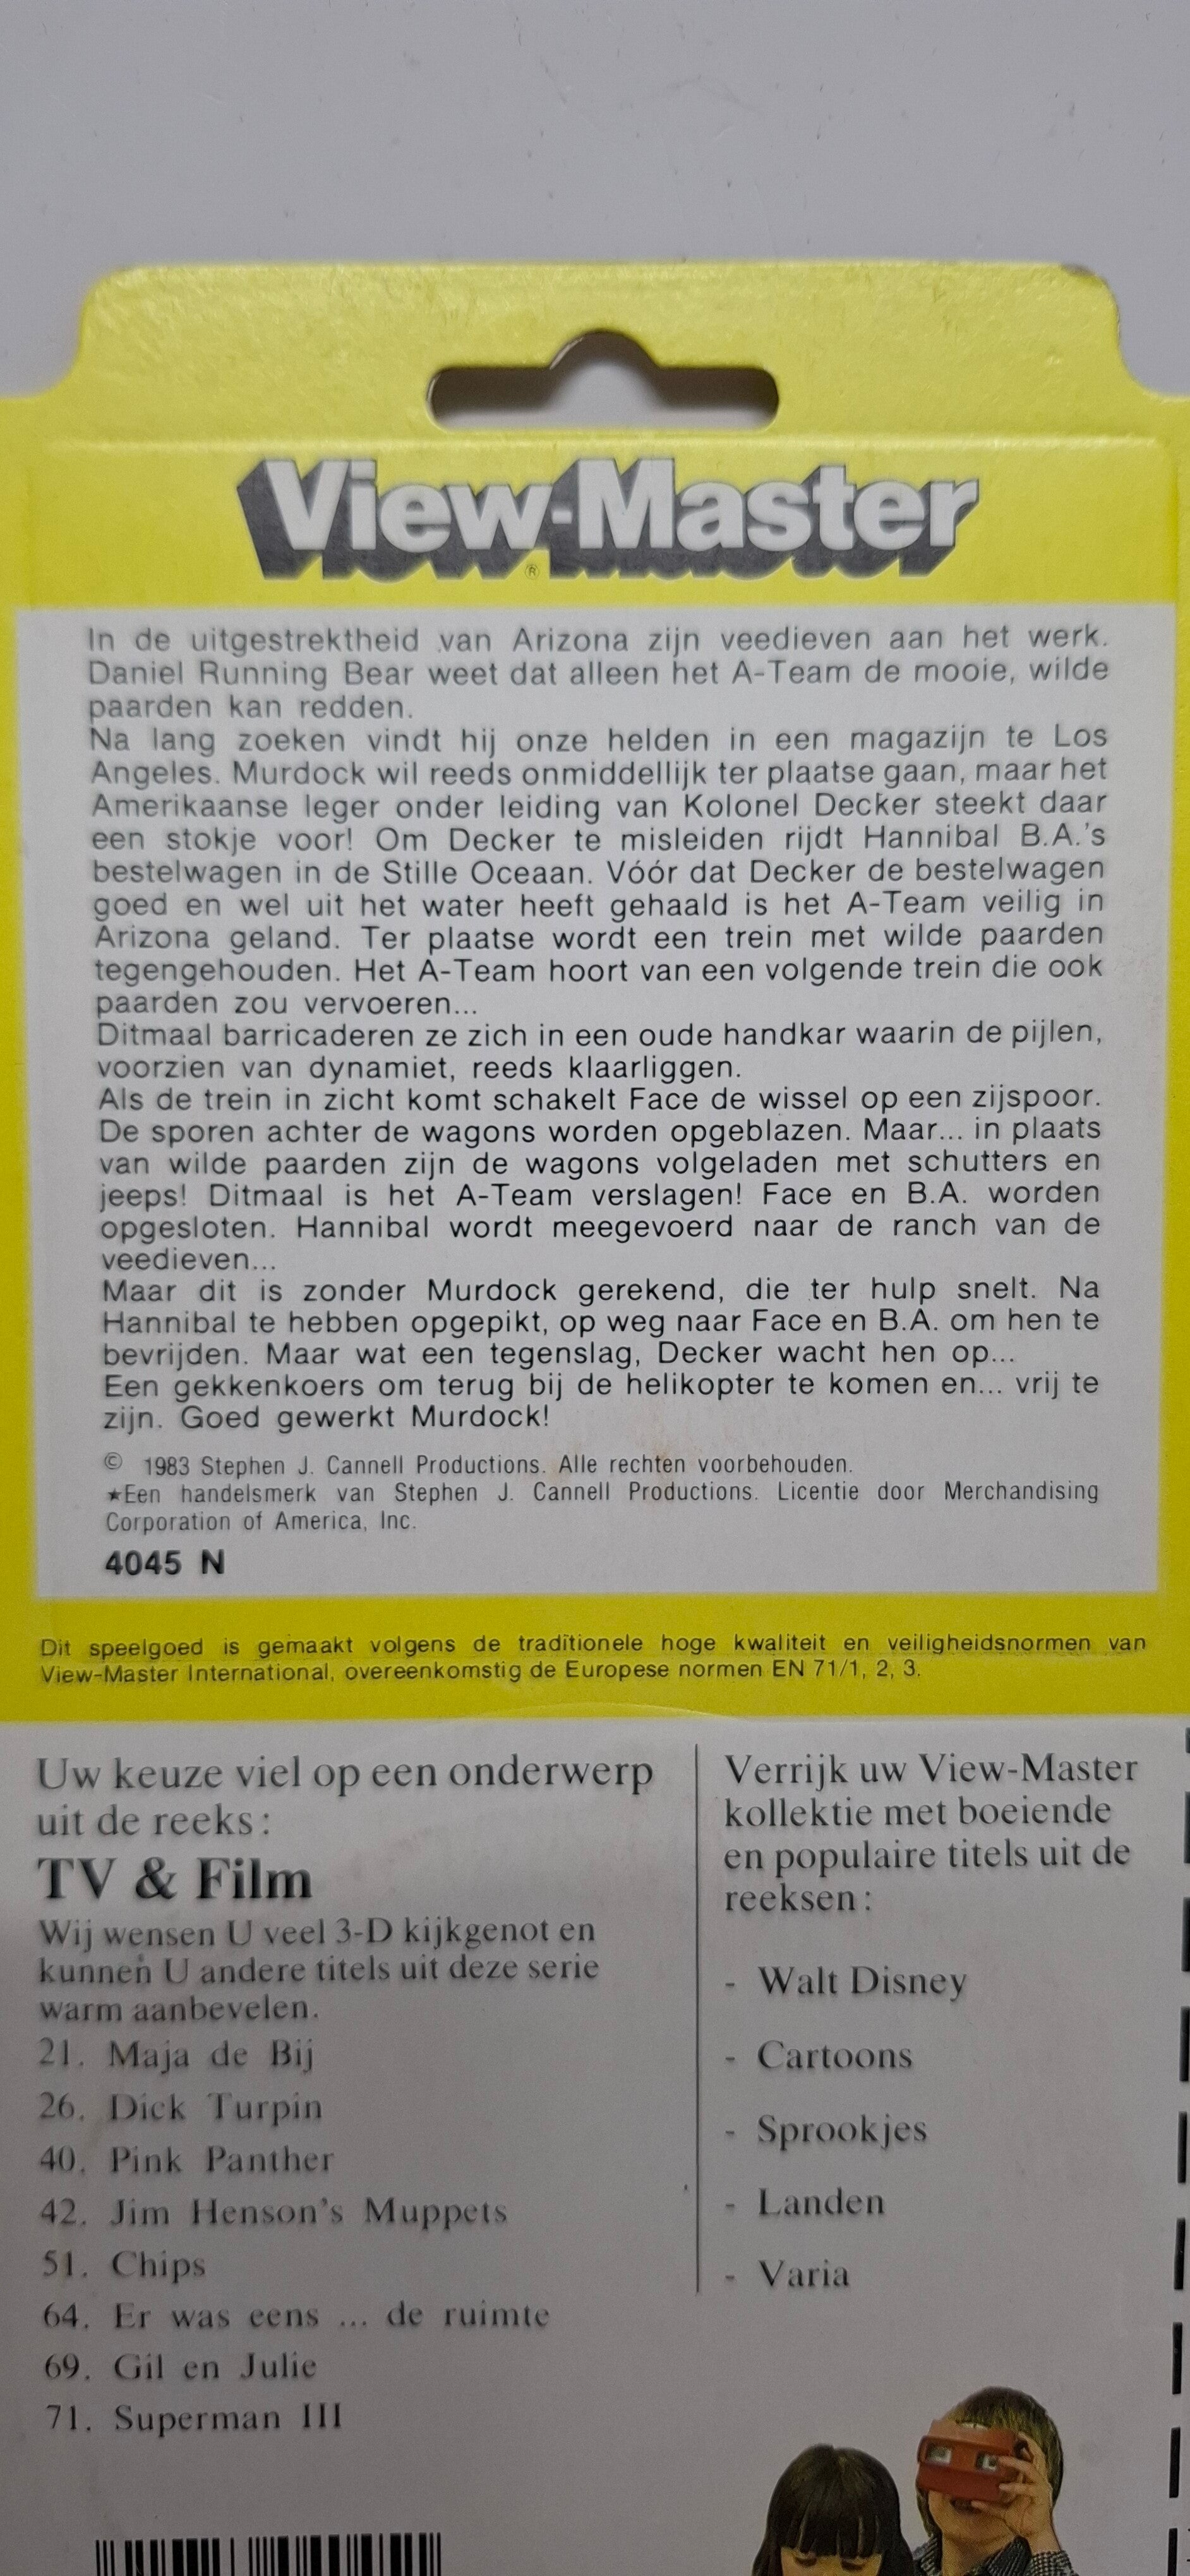 View-Master
®
In de uitgestrektheid van Arizona zijn veedieven aan het werk.
Daniel Running Bear weet dat alleen het A-Team de mooie, wilde
paarden kan redden.
Na lang zoeken vindt hij onze helden in een magazijn te Los
Angeles. Murdock wil reeds onmiddellijk ter plaatse gaan, maar het
Amerikaanse leger onder leiding van Kolonel Decker steekt daar
een stokje voor! Om Decker te misleiden rijdt Hannibal B.A.'s
bestelwagen in de Stille Oceaan. Vóór dat Decker de bestelwagen
goed en wel uit het water heeft gehaald is het A-Team veilig in
Arizona geland. Ter plaatse wordt een trein met wilde paarden
tegengehouden. Het A-Team hoort van een volgende trein die ook
paarden zou vervoeren...
Ditmaal barricaderen ze zich in een oude handkar waarin de pijlen,
voorzien van dynamiet, reeds klaarliggen.
Als de trein in zicht komt schakelt Face de wissel op een zijspoor.
De sporen achter de wagons worden opgeblazen. Maar... in plaats
van wilde paarden zijn de wagons volgeladen met schutters en
jeeps! Ditmaal is het A-Team verslagen! Face en B.A. worden
opgesloten. Hannibal wordt meegevoerd naar de ranch van de
veedieven...
Maar dit is zonder Murdock gerekend, die ter hulp snelt. Na
Hannibal te hebben opgepikt, op weg naar Face en B.A. om hen te
bevrijden. Maar wat een tegenslag, Decker wacht hen op...
Een gekkenkoers om terug bij de helikopter te komen en... vrij te
zijn. Goed gewerkt Murdock!
© 1983 Stephen J. Cannell Productions. Alle rechten voorbehouden.
★Een handelsmerk van Stephen J. Cannell Productions. Licentie door Merchandising
Corporation of America, Inc.
4045 N
Dit speelgoed is gemaakt volgens de traditionele hoge kwaliteit en veiligheidsnormen van
View-Master International, overeenkomstig de Europese normen EN 71/1, 2, 3.
Uw keuze viel op een onderwerp
uit de reeks:
TV & Film
Wij wensen U veel 3-D kijkgenot en
kunnen U andere titels uit deze serie
warm aanbevelen.
21. Maja de Bij
26. Dick Turpin
40. Pink Panther
42. Jim Henson's Muppets
51. Chips
64. Er was eens ... de ruimte
69. Gil en Julie
71. Superman III
Verrijk uw View-Master
kollektie met boeiende
en populaire titels uit de
reeksen:
- Walt Disney
- Cartoons
- Sprookjes
- Landen
- Varia